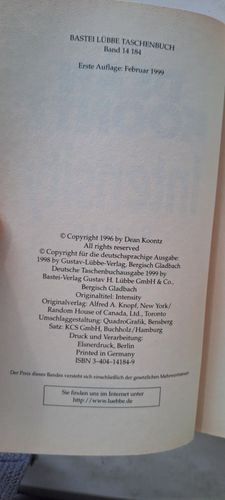 BASTEI LÜBBE TASCHENBUCH
Band 14 184
Erste Auflage: Februar 1999
© Copyright 1996 by Dean Koontz
All rights reserved
© Copyright für die deutschsprachige Ausgabe:
1998 by Gustav-Lübbe-Verlag, Bergisch Gladbach
Deutsche Taschenbuchausgabe 1999 by
Bastei-Verlag Gustav H. Lübbe GmbH & Co.,
Bergisch Gladbach
Originaltitel: Intensity
Originalverlag: Alfred A. Knopf, New York/
Random House of Canada, Ltd., Toronto
Umschlaggestaltung: QuadroGrafik, Bensberg
Satz: KCS GmbH, Buchholz/Hamburg
Druck und Verarbeitung:
Elsnerdruck, Berlin
Printed in Germany
ISBN 3-404-14184-9
Der Preis dieses Bandes versteht sich einschließlich der gesetzlichen Mehrwertsteuer.
Sie finden uns im Internet unter
http://www.luebbe.de